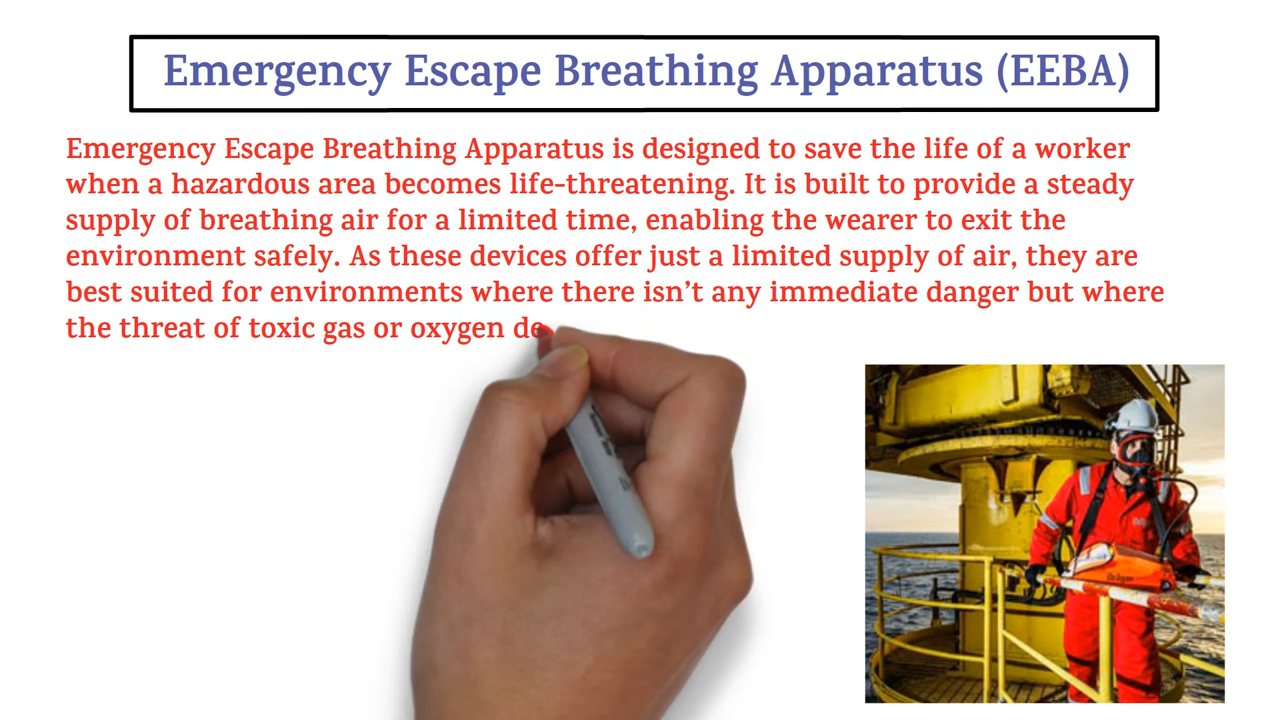 Emergency Escape Breathing Apparatus (EEBA)
Emergency Escape Breathing Apparatus is designed to save the life of a worker
when a hazardous area becomes life-threatening. It is built to provide a steady
supply of breathing air for a limited time, enabling the wearer to exit the
environment safely. As these devices offer just a limited supply of air, they are
best suited for environments where there isn’t any immediate danger but where
the threat of toxic gas or oxygen de
Dräger